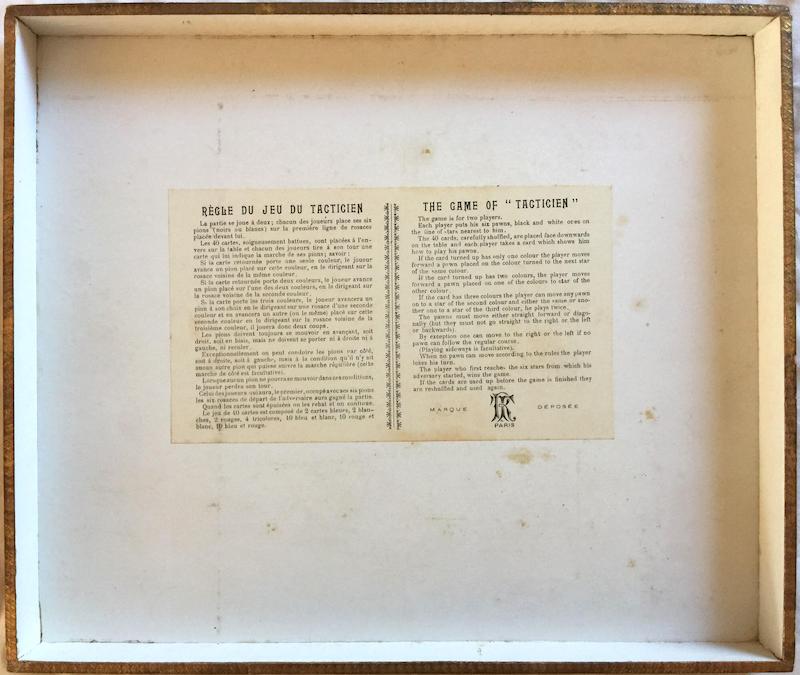 RÈGLE DU JEU DU TACTICIEN
La partie se joue à deux; chacun des joueurs place ses six
pions (noirs ou blancs) sur la première ligne de rosaces
placée devant lui.
Les 40 cartes, soigneusement battues, sont placées à l'en-
vers sur la table et chacun des joueurs tire à son tour une
carte qui lui indique la marche de ses pions; savoir:
Si la carte retournée porte une seule couleur, le joueur
avance un pion placé sur cette couleur, en le dirigeant sur la
rosace voisine de la même couleur.
Si la carte retournée porte deux couleurs, le joueur avance
un pion placé sur l'une des deux couleurs, en le dirigeant sur
la rosace voisine de la seconde couleur.
Si la carte porte les trois couleurs, le joueur avancera un
pion à son choix en le dirigeant sur une rosace d'une seconde
couleur et en avancera un autre (ou le même) placé sur cette
seconde couleur en le dirigeant sur la rosace voisine de la
troisième couleur, il jouera donc deux coups.
Les pions doivent toujours se mouvoir en avançant, soit
droit, soit en biais, mais ne doivent se porter ni à droite ni à
gauche, ni reculer.
Exceptionnellement on peut conduire les pions par côté,
soit à droite, soit à gauche, mais à la condition qu'il n'y ait
aucun autre pion qui puisse suivre la marche régulière (cette
marche de côté est facultative).
Lorsque aucun pion ne pourra se mouvoir dans ces conditions,
le joueur perdra son tour.
Celui des joueurs qui aura, le premier, occupé avec ses six pions
les six rosaces de départ de l'adversaire aura gagné la partie.
Quand les cartes sont épuisées on les rebat et on continue.
Le jeu de 40 cartes est composé de 2 cartes bleues, 2 blan-
ches, 2 rouges, 4 tricolores, 10 bleu et blanc, 10 rouge et
blanc, 10 bleu et rouge.
THE GAME OF "TACTICIEN"
The game is for two players.
Each player puts his six pawns, black and white ones on
the line of stars nearest to him.
The 40 cards, carefully shuffled, are placed face downwards
on the table and each player takes a card which shows him
how to play his pawns.
If the card turned up has only one colour the player moves
forward a pawn placed on the colour turned to the next star
of the same colour.
If the card turned up has two colours, the player moves
forward a pawn placed on one of the colours to star of the
other colour.
If the card has three colours the player can move any pawn
on to a star of the second colour and either the same or ano-
ther one to a star of the third colour, he plays twice.
The pawns must move either straight forward or diago-
nally (but they must not go straight to the right or the left
or backwards).
By exception one can move to the right or the left if no
pawn can follow the regular course.
(Playing sideways is facultative).
When no pawn can move according to the rules the player
loses his turn.
The player who first reaches the six stars from which his
adversary started, wins the game.
If the cards are used up before the game is finished they
are reshuffled and used again.
MARQUE DÉPOSÉE
PARIS